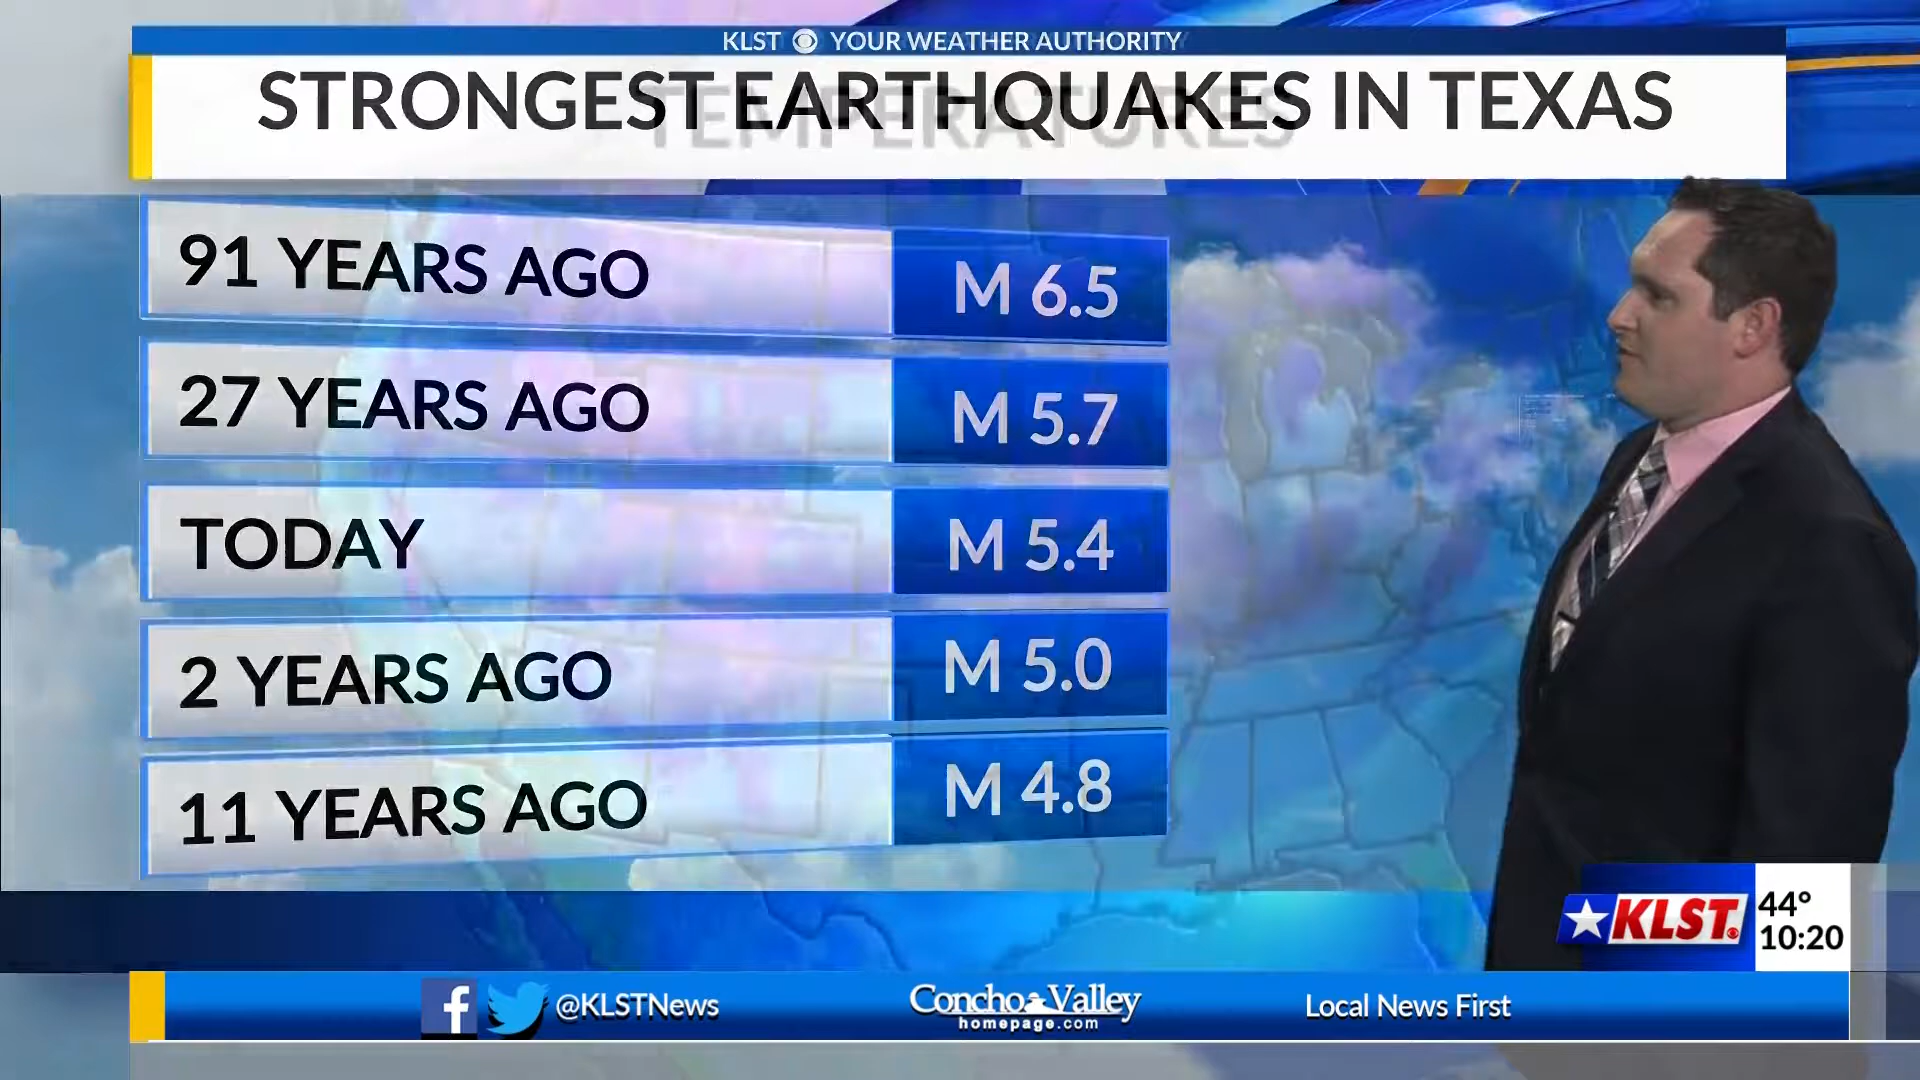 KLST YOUR WEATHER AUTHORITY
STRONGEST EARTHQUAKES IN TEXAS
TEMPERATURES
91 YEARS AGO M 6.5
27 YEARS AGO M 5.7
TODAY M 5.4
2 YEARS AGO M 5.0
11 YEARS AGO M 4.8
KLST
44°
10:20
@KLSTNews
Concho Valley
homepage.com
Local News First